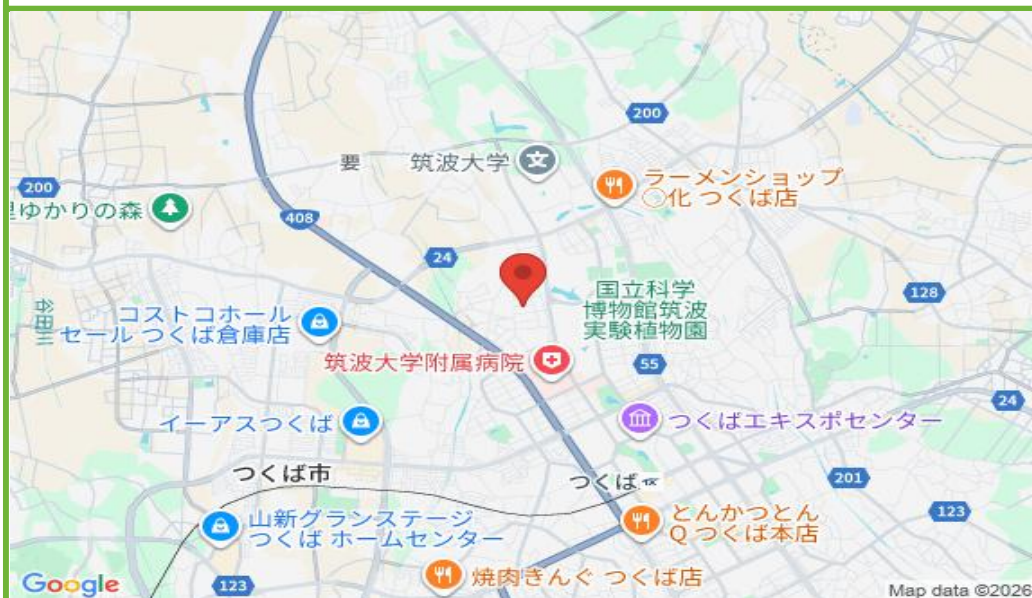 200
要
筑波大学
ラーメンショップ
◯化 つくば店
200
里ゆかりの森
408
24
国立科学
博物館筑波
実験植物園
128
谷田川
コストコホール
セール つくば倉庫店
筑波大学附属病院
55
24
イーアスつくば
つくばエキスポセンター
つくば市
つくば
201
山新グランステージ
つくば ホームセンター
とんかつとん
Q つくば本店
123
123
焼肉きんぐ つくば店
Google
Map data ©2026